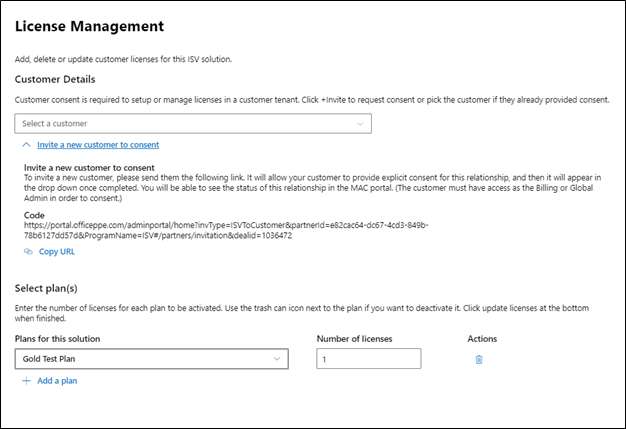 License Management
Add, delete or update customer licenses for this ISV solution.
Customer Details
Customer consent is required to setup or manage licenses in a customer tenant. Click +Invite to request consent or pick the customer if they already provided consent.
Select a customer
Invite a new customer to consent
Invite a new customer to consent
To invite a new customer, please send them the following link. It will allow your customer to provide explicit consent for this relationship, and then it will appear
in the drop down once completed. You will be able to see the status of this relationship in the MAC portal. (The customer must have access as the Billing or Global
Admin in order to consent.)
Code
https://portal.officeppe.com/adminportal/home?invType=ISVToCustomer&partnerId=e82cac64-dc67-4cd3-849b-
78b6127dd57d&ProgramName=ISV#/partners/invitation&dealid=1036472
Copy URL
Select plan(s)
Enter the number of licenses for each plan to be activated. Use the trash can icon next to the plan if you want to deactivate it. Click update licenses at the bottom
when finished.
Plans for this solution Number of licenses Actions
Gold Test Plan 1
Add a plan